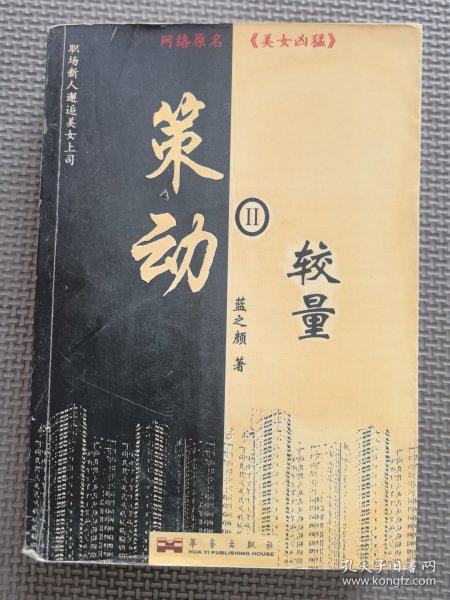 网络原名 《美女凶猛》
职场新人邂逅美女上司
策动
II
较量
蓝之颜 著
华艺出版社
HUA YI PUBLISHING HOUSE
孔夫子旧书网
www.kongfz.com